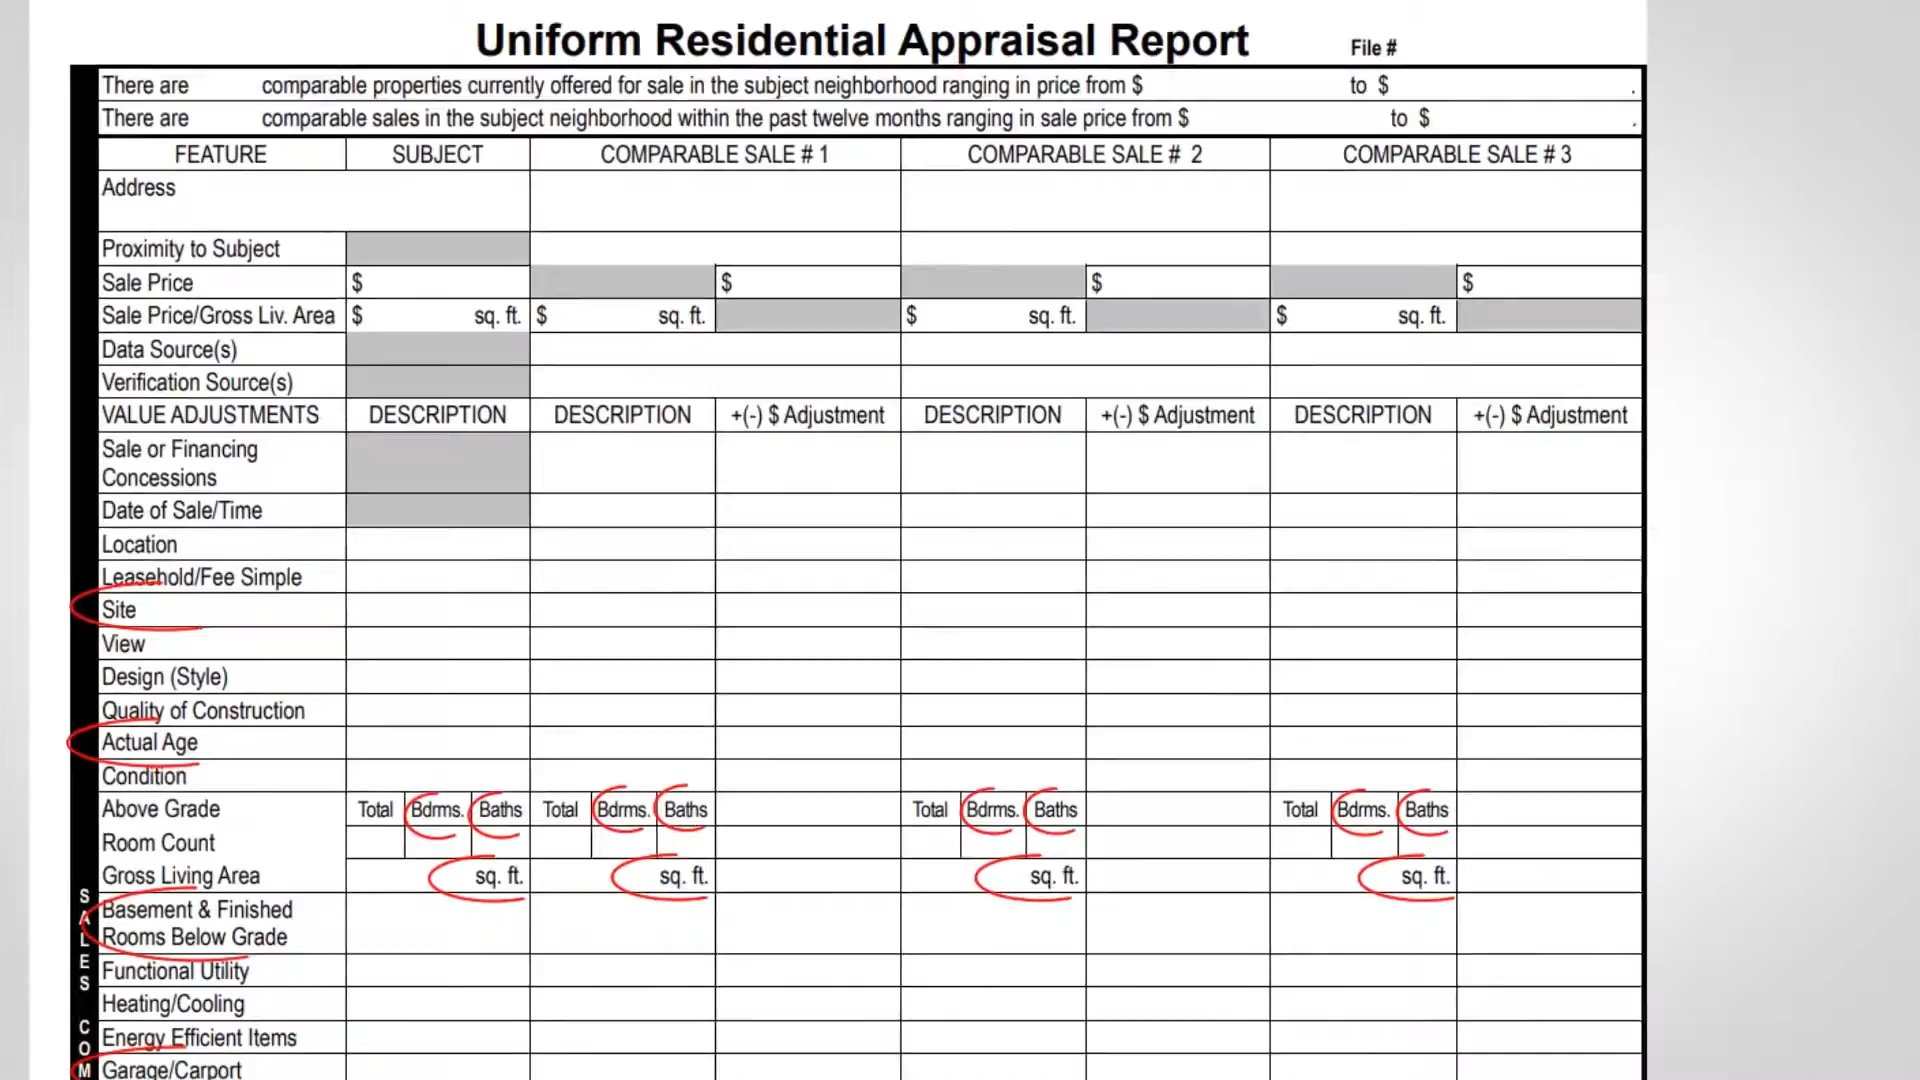 Uniform Residential Appraisal Report File #
There are comparable properties currently offered for sale in the subject neighborhood ranging in price from $ to $ .
There are comparable sales in the subject neighborhood within the past twelve months ranging in sale price from $ to $ .
FEATURE SUBJECT COMPARABLE SALE # 1 COMPARABLE SALE # 2 COMPARABLE SALE # 3
Address
Proximity to Subject
Sale Price $ $ $ $
Sale Price/Gross Liv. Area $ sq. ft. $ sq. ft. $ sq. ft. $ sq. ft.
Data Source(s)
Verification Source(s)
VALUE ADJUSTMENTS DESCRIPTION DESCRIPTION +(-) $ Adjustment DESCRIPTION +(-) $ Adjustment DESCRIPTION +(-) $ Adjustment
Sale or Financing
Concessions
Date of Sale/Time
Location
Leasehold/Fee Simple
Site
View
Design (Style)
Quality of Construction
Actual Age
Condition
Above Grade Total Bdrms. Baths Total Bdrms. Baths Total Bdrms. Baths Total Bdrms. Baths
Room Count
Gross Living Area sq. ft. sq. ft. sq. ft. sq. ft.
Basement & Finished
Rooms Below Grade
Functional Utility
Heating/Cooling
Energy Efficient Items
Garage/Carport
SALES COM